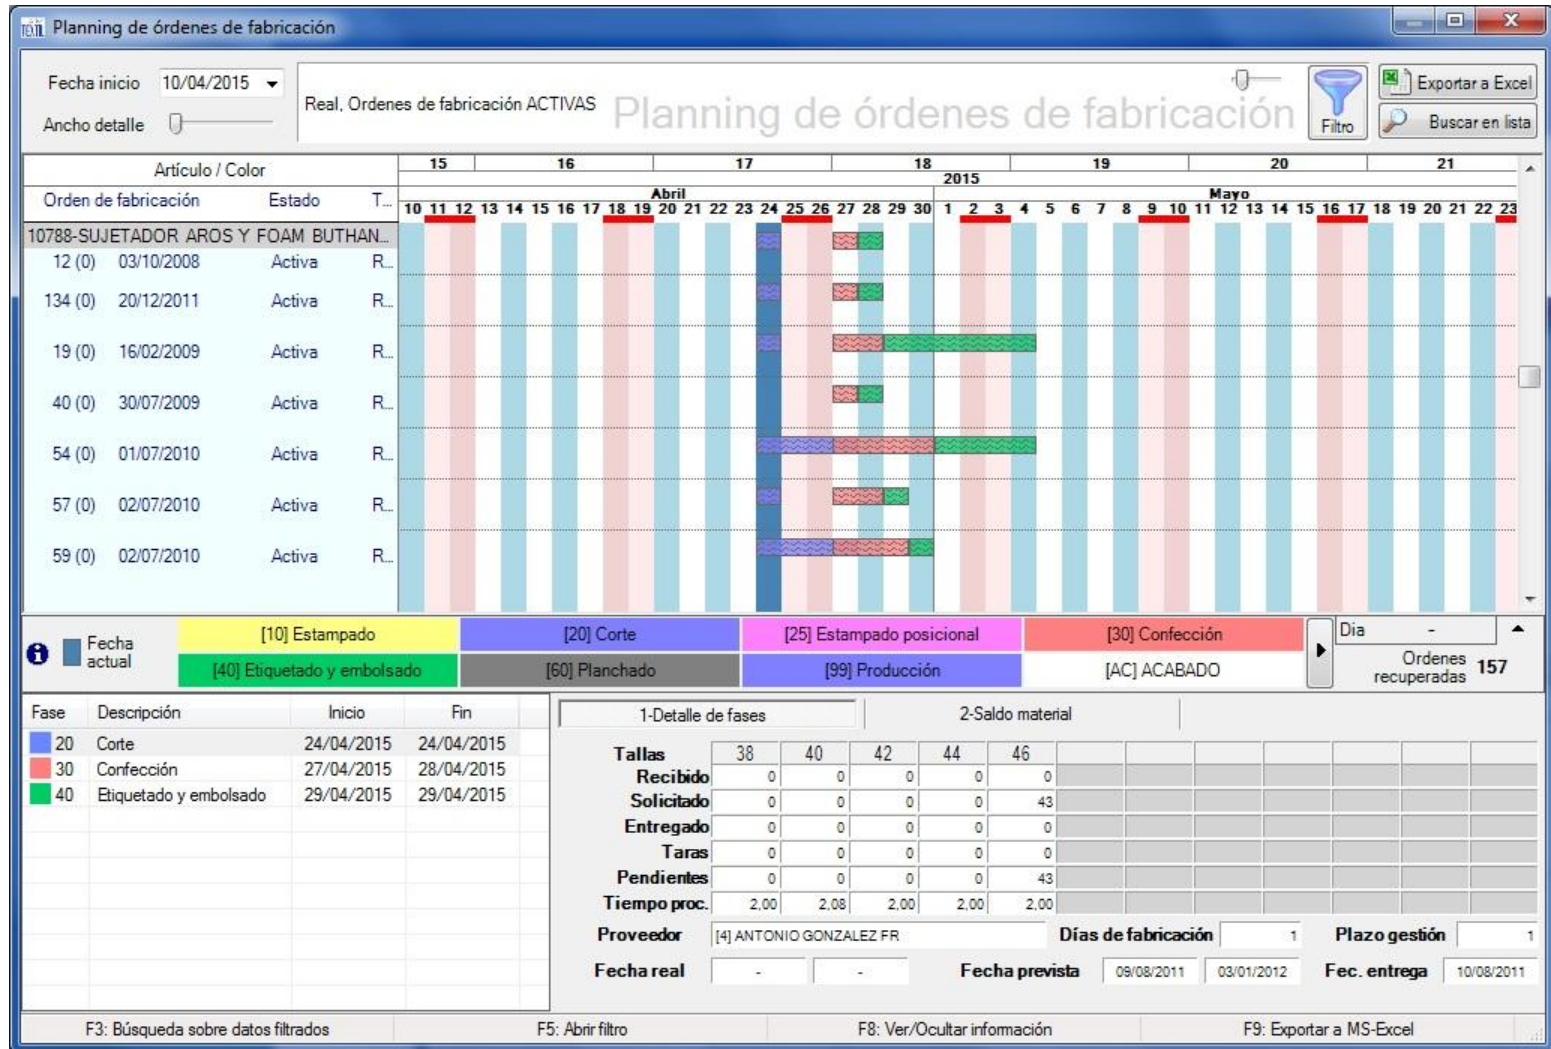 TEXTIL Planning de órdenes de fabricación
Fecha inicio 10/04/2015
Ancho detalle
Real, Ordenes de fabricación ACTIVAS
Planning de órdenes de fabricación
Filtro
Exportar a Excel
Buscar en lista
Artículo / Color
Orden de fabricación Estado T...
15 16 17 18 19 20 21
2015
Abril Mayo
10 11 12 13 14 15 16 17 18 19 20 21 22 23 24 25 26 27 28 29 30 1 2 3 4 5 6 7 8 9 10 11 12 13 14 15 16 17 18 19 20 21 22 23
10788-SUJETADOR AROS Y FOAM BUTHAN...
12 (0) 03/10/2008 Activa R...
134 (0) 20/12/2011 Activa R...
19 (0) 16/02/2009 Activa R...
40 (0) 30/07/2009 Activa R...
54 (0) 01/07/2010 Activa R...
57 (0) 02/07/2010 Activa R...
59 (0) 02/07/2010 Activa R...
Fecha actual
[10] Estampado [20] Corte [25] Estampado posicional [30] Confección
[40] Etiquetado y embolsado [60] Planchado [99] Producción [AC] ACABADO
Dia -
Ordenes recuperadas 157
Fase Descripción Inicio Fin
20 Corte 24/04/2015 24/04/2015
30 Confección 27/04/2015 28/04/2015
40 Etiquetado y embolsado 29/04/2015 29/04/2015
1-Detalle de fases 2-Saldo material
Tallas 38 40 42 44 46
Recibido 0 0 0 0 0
Solicitado 0 0 0 0 43
Entregado 0 0 0 0 0
Taras 0 0 0 0 0
Pendientes 0 0 0 0 43
Tiempo proc. 2,00 2,08 2,00 2,00 2,00
Proveedor [4] ANTONIO GONZALEZ FR Días de fabricación 1 Plazo gestión 1
Fecha real - - Fecha prevista 09/08/2011 03/01/2012 Fec. entrega 10/08/2011
F3: Búsqueda sobre datos filtrados F5: Abrir filtro F8: Ver/Ocultar información F9: Exportar a MS-Excel